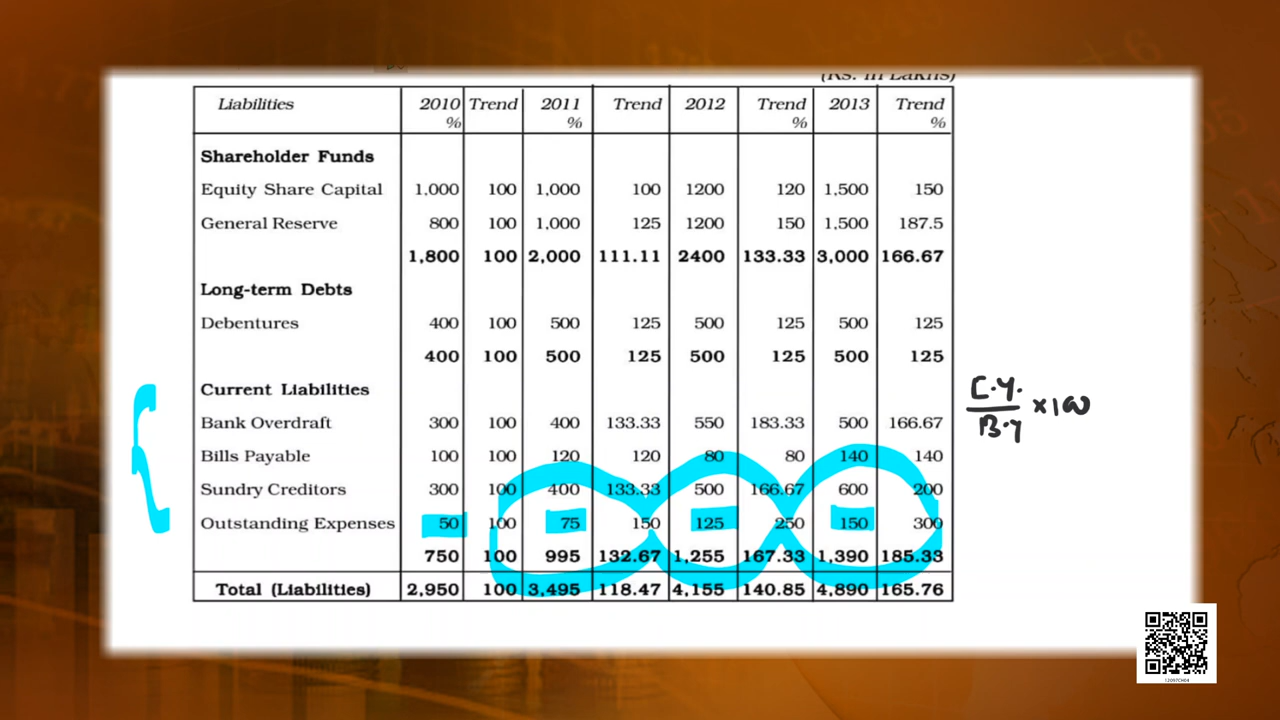 (Rs. in Lakhs)
Liabilities 2010 % Trend 2011 % Trend 2012 Trend % 2013 Trend %
Shareholder Funds
Equity Share Capital 1,000 100 1,000 100 1200 120 1,500 150
General Reserve 800 100 1,000 125 1200 150 1,500 187.5
1,800 100 2,000 111.11 2400 133.33 3,000 166.67
Long-term Debts
Debentures 400 100 500 125 500 125 500 125
400 100 500 125 500 125 500 125
Current Liabilities
Bank Overdraft 300 100 400 133.33 550 183.33 500 166.67
Bills Payable 100 100 120 120 80 80 140 140
Sundry Creditors 300 100 400 133.33 500 166.67 600 200
Outstanding Expenses 50 100 75 150 125 250 150 300
750 100 995 132.67 1,255 167.33 1,390 185.33
Total (Liabilities) 2,950 100 3,495 118.47 4,155 140.85 4,890 165.76
C.Y.
B.Y × 100
12097CH04